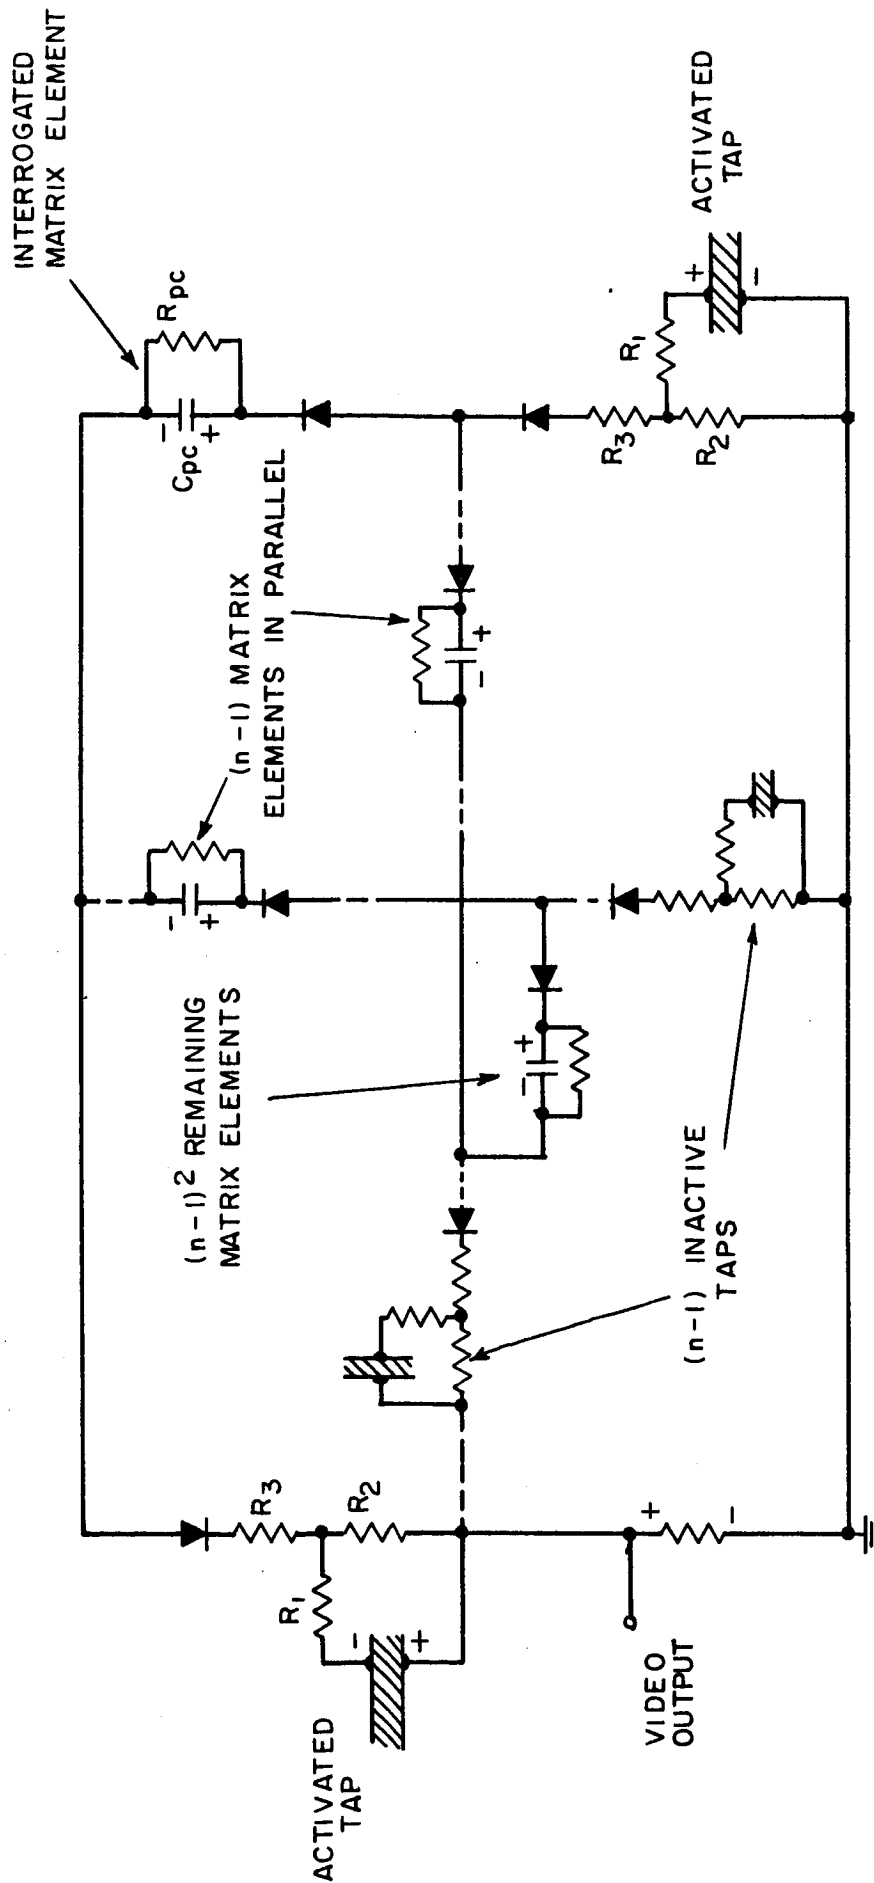 INTERROGATED
MATRIX ELEMENT
Rpc
−
Cpc
+
(n−1) MATRIX
ELEMENTS IN PARALLEL
−
+
+
−
(n−1)² REMAINING
MATRIX ELEMENTS
+
−
R3
R2
R1
−
+
ACTIVATED
TAP
R3
R2
R1
+
−
ACTIVATED
TAP
(n−1) INACTIVE
TAPS
+
−
VIDEO
OUTPUT